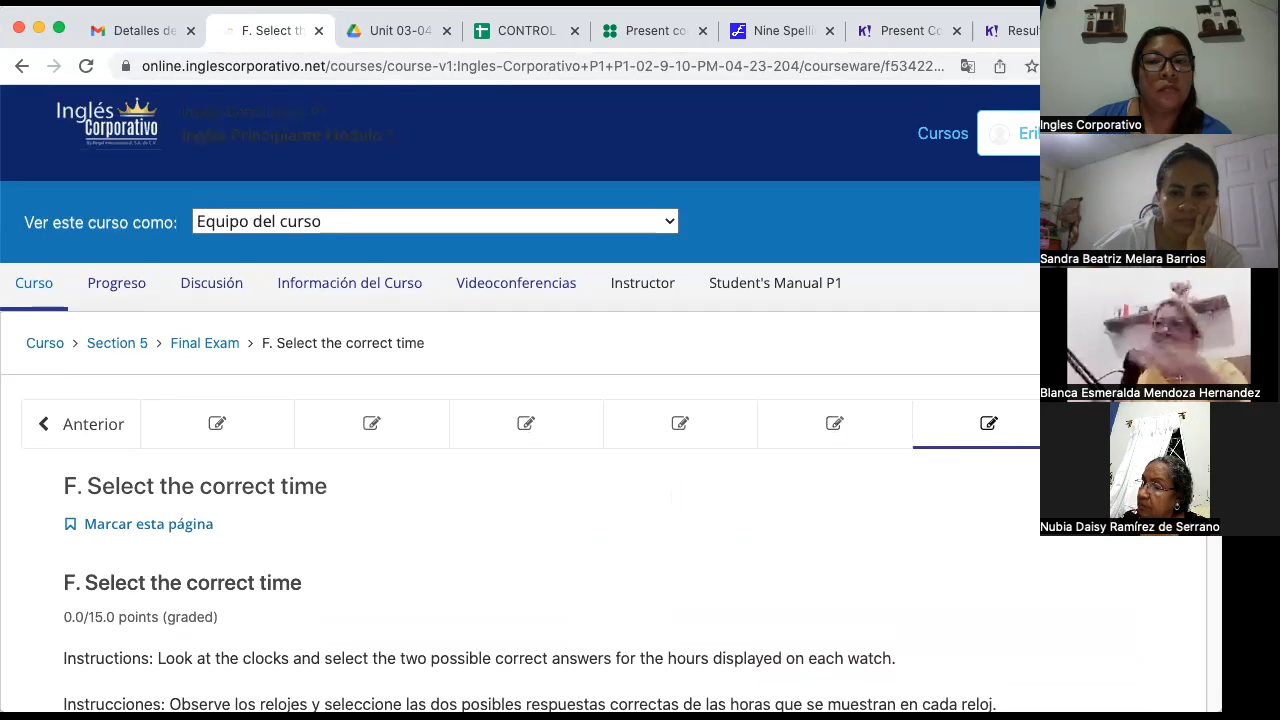 Detalles de
F. Select th
Unit 03-04
CONTROL
Present co
Nine Spelli
Present Co
Resul
online.inglescorporativo.net/courses/course-v1:Ingles-Corporativo+P1+P1-02-9-10-PM-04-23-204/courseware/f53422...
Inglés
Corporativo
Cursos
Eri
Ver este curso como:
Equipo del curso
Curso
Progreso
Discusión
Información del Curso
Videoconferencias
Instructor
Student's Manual P1
Curso > Section 5 > Final Exam > F. Select the correct time
Anterior
F. Select the correct time
Marcar esta página
F. Select the correct time
0.0/15.0 points (graded)
Instructions: Look at the clocks and select the two possible correct answers for the hours displayed on each watch.
Instrucciones: Observe los relojes y seleccione las dos posibles respuestas correctas de las horas que se muestran en cada reloj.
Ingles Corporativo
Sandra Beatriz Melara Barrios
Blanca Esmeralda Mendoza Hernandez
Nubia Daisy Ramírez de Serrano